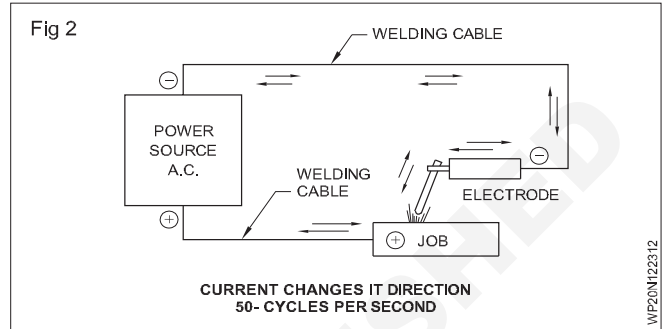 Fig 2
WELDING CABLE
−
POWER
SOURCE
A.C.
WELDING
CABLE
−
ELECTRODE
+
+ JOB
CURRENT CHANGES IT DIRECTION
50- CYCLES PER SECOND
WP20N122312